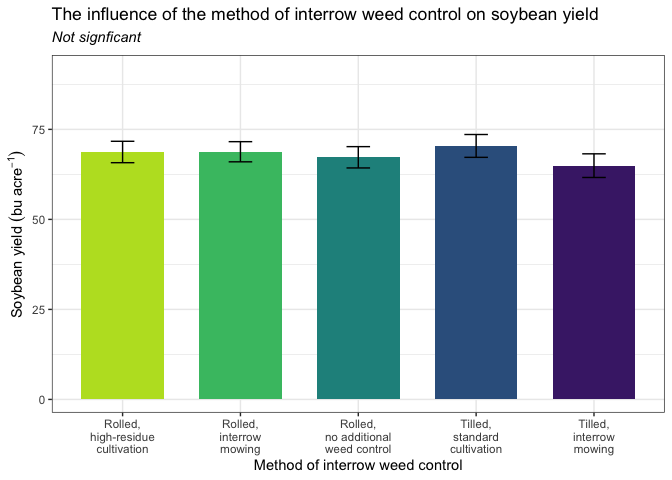 The influence of the method of interrow weed control on soybean yield
Not signficant
Soybean yield (bu acre⁻¹)
75
50
25
0
Rolled,
high-residue
cultivation
Rolled,
interrow
mowing
Rolled,
no additional
weed control
Tilled,
standard
cultivation
Tilled,
interrow
mowing
Method of interrow weed control